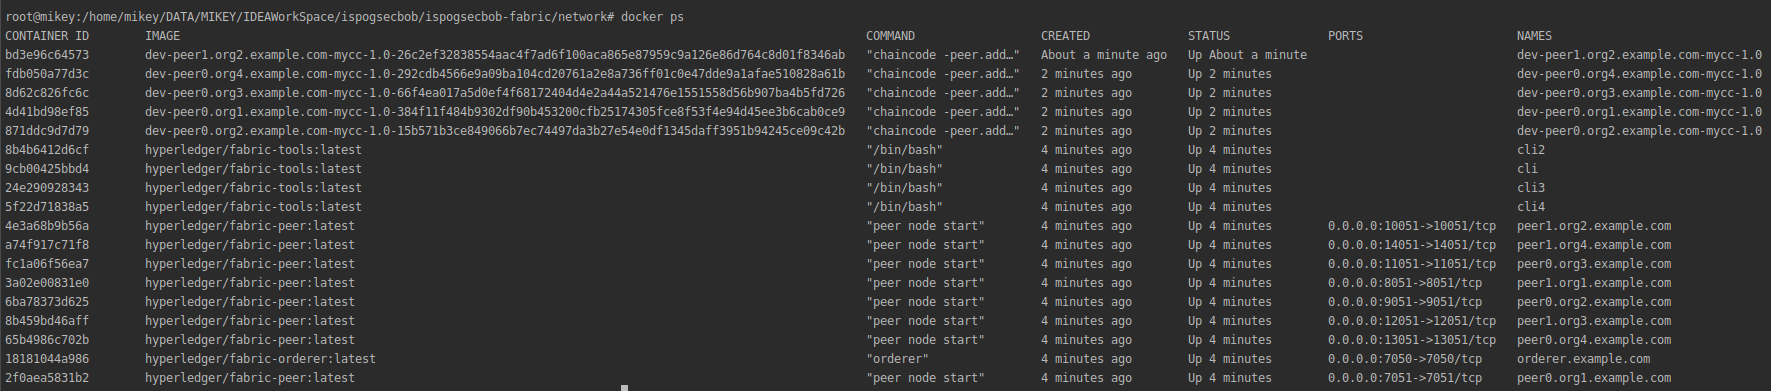 root@mikey:/home/mikey/DATA/MIKEY/IDEAWorkSpace/ispogsecbob/ispogsecbob-fabric/network# docker ps
CONTAINER ID IMAGE COMMAND CREATED STATUS PORTS NAMES
bd3e96c64573 dev-peer1.org2.example.com-mycc-1.0-26c2ef32838554aac4f7ad6f100aca865e87959c9a126e86d764c8d01f8346ab "chaincode -peer.add…" About a minute ago Up About a minute dev-peer1.org2.example.com-mycc-1.0
fdb050a77d3c dev-peer0.org4.example.com-mycc-1.0-292cdb4566e9a09ba104cd20761a2e8a736ff01c0e47dde9a1afae510828a61b "chaincode -peer.add…" 2 minutes ago Up 2 minutes dev-peer0.org4.example.com-mycc-1.0
8d62c826fc6c dev-peer0.org3.example.com-mycc-1.0-66f4ea017a5d0ef4f68172404d4e2a44a521476e1551558d56b907ba4b5fd726 "chaincode -peer.add…" 2 minutes ago Up 2 minutes dev-peer0.org3.example.com-mycc-1.0
4d41bd98ef85 dev-peer0.org1.example.com-mycc-1.0-384f11f484b9302df90b453200cfb25174305fce8f53f4e94d45ee3b6cab0ce9 "chaincode -peer.add…" 2 minutes ago Up 2 minutes dev-peer0.org1.example.com-mycc-1.0
871ddc9d7d79 dev-peer0.org2.example.com-mycc-1.0-15b571b3ce849066b7ec74497da3b27e54e0df1345daff3951b94245ce09c42b "chaincode -peer.add…" 2 minutes ago Up 2 minutes dev-peer0.org2.example.com-mycc-1.0
8b4b6412d6cf hyperledger/fabric-tools:latest "/bin/bash" 4 minutes ago Up 4 minutes cli2
9cb00425bbd4 hyperledger/fabric-tools:latest "/bin/bash" 4 minutes ago Up 4 minutes cli
24e290928343 hyperledger/fabric-tools:latest "/bin/bash" 4 minutes ago Up 4 minutes cli3
5f22d71838a5 hyperledger/fabric-tools:latest "/bin/bash" 4 minutes ago Up 4 minutes cli4
4e3a68b9b56a hyperledger/fabric-peer:latest "peer node start" 4 minutes ago Up 4 minutes 0.0.0.0:10051->10051/tcp peer1.org2.example.com
a74f917c71f8 hyperledger/fabric-peer:latest "peer node start" 4 minutes ago Up 4 minutes 0.0.0.0:14051->14051/tcp peer1.org4.example.com
fc1a06f56ea7 hyperledger/fabric-peer:latest "peer node start" 4 minutes ago Up 4 minutes 0.0.0.0:11051->11051/tcp peer0.org3.example.com
3a02e00831e0 hyperledger/fabric-peer:latest "peer node start" 4 minutes ago Up 4 minutes 0.0.0.0:8051->8051/tcp peer1.org1.example.com
6ba78373d625 hyperledger/fabric-peer:latest "peer node start" 4 minutes ago Up 4 minutes 0.0.0.0:9051->9051/tcp peer0.org2.example.com
8b459bd46aff hyperledger/fabric-peer:latest "peer node start" 4 minutes ago Up 4 minutes 0.0.0.0:12051->12051/tcp peer1.org3.example.com
65b4986c702b hyperledger/fabric-peer:latest "peer node start" 4 minutes ago Up 4 minutes 0.0.0.0:13051->13051/tcp peer0.org4.example.com
18181044a986 hyperledger/fabric-orderer:latest "orderer" 4 minutes ago Up 4 minutes 0.0.0.0:7050->7050/tcp orderer.example.com
2f0aea5831b2 hyperledger/fabric-peer:latest "peer node start" 4 minutes ago Up 4 minutes 0.0.0.0:7051->7051/tcp peer0.org1.example.com